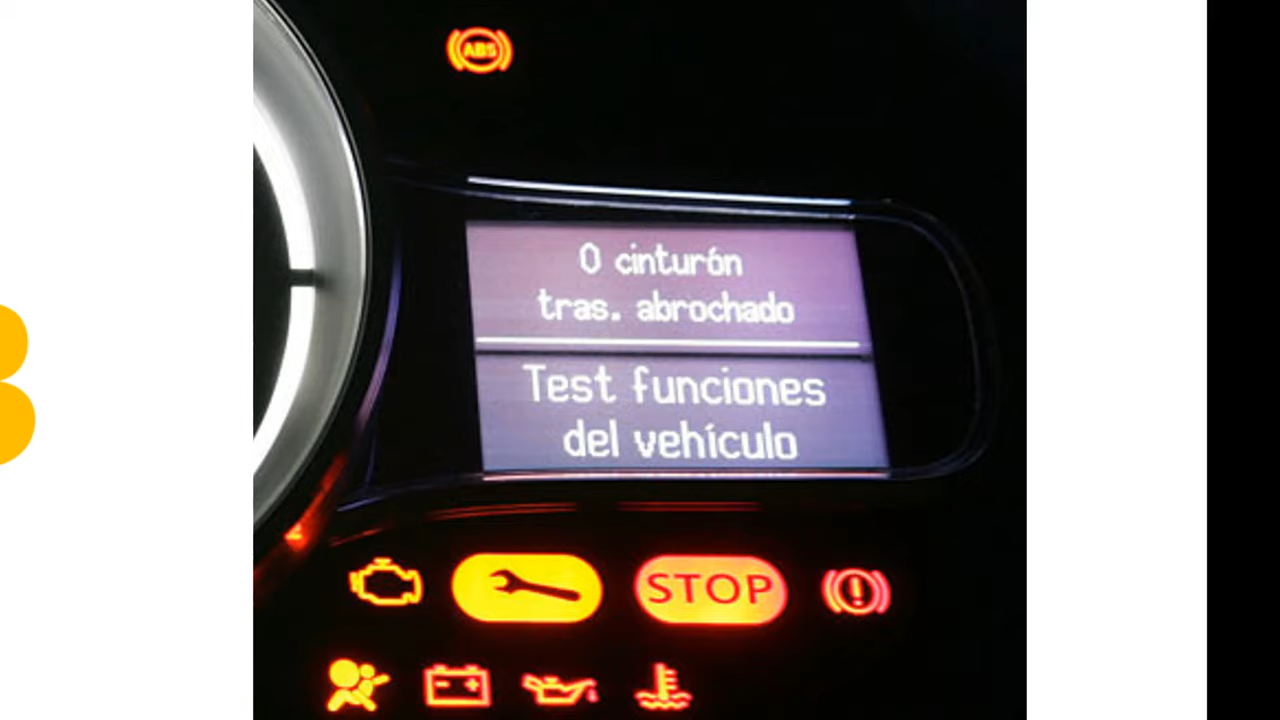 ABS
0 cinturón
tras. abrochado
Test funciones
del vehículo
STOP